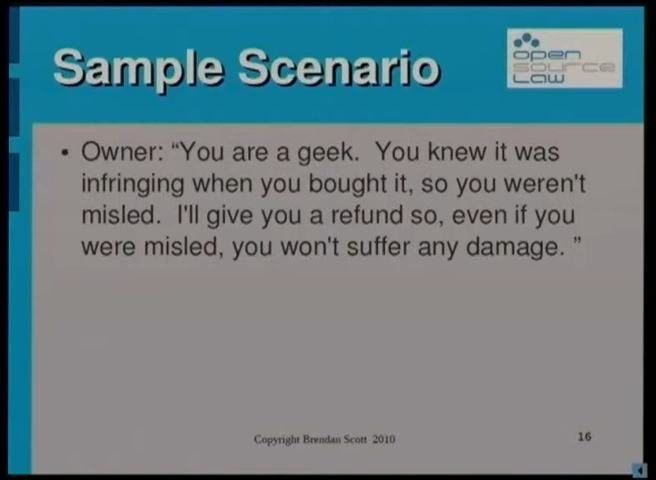 Sample Scenario
open
source
Law
• Owner: “You are a geek. You knew it was
infringing when you bought it, so you weren't
misled. I'll give you a refund so, even if you
were misled, you won't suffer any damage. ”
Copyright Brendan Scott 2010
16